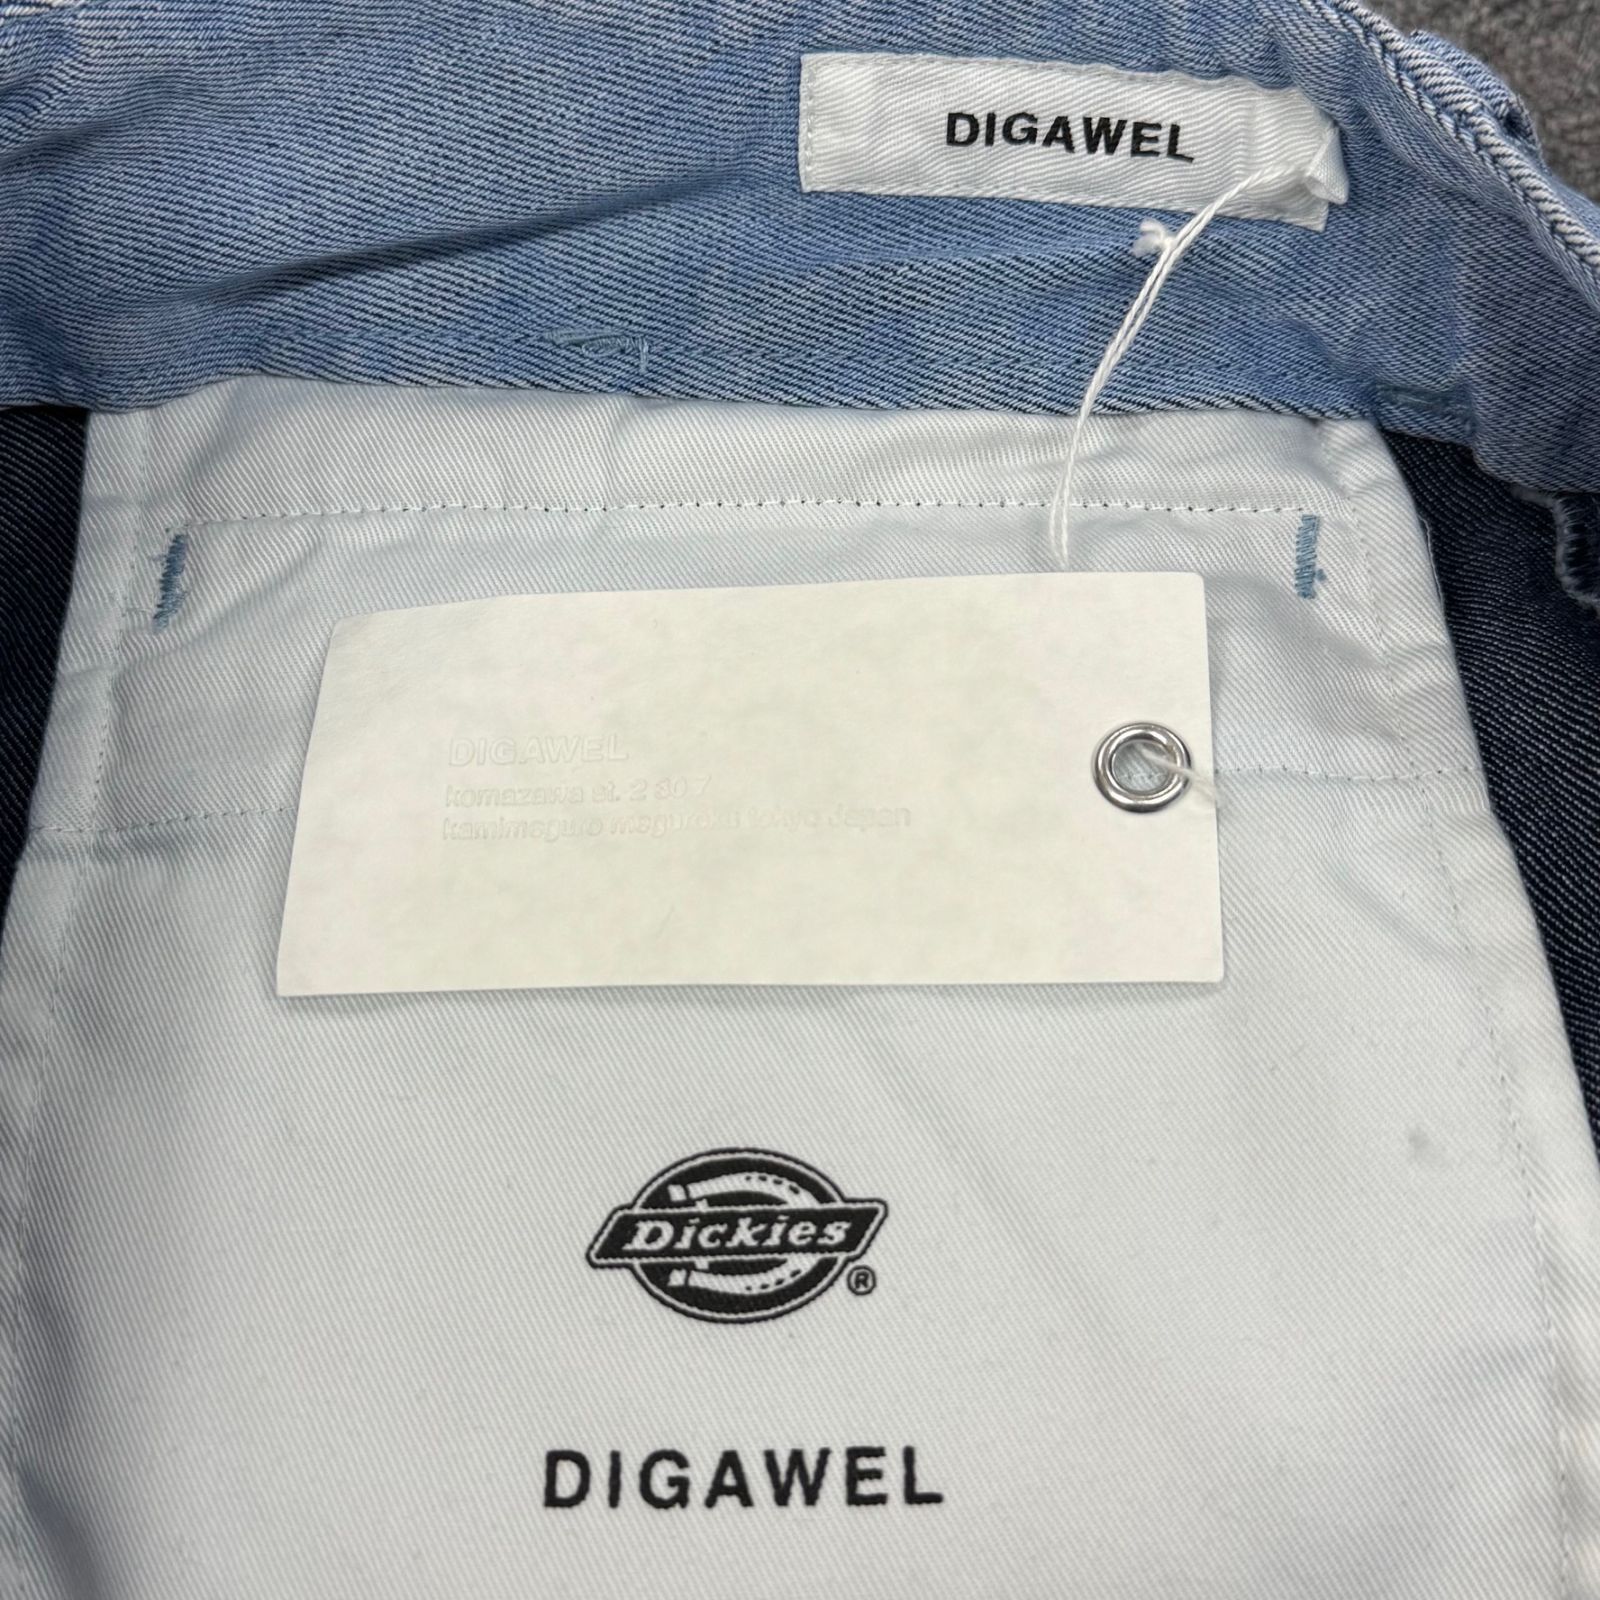 DIGAWEL
DIGAWEL
komazawa st. 2 30 7
kamimeguro meguroku tokyo Japan
Dickies
®
DIGAWEL